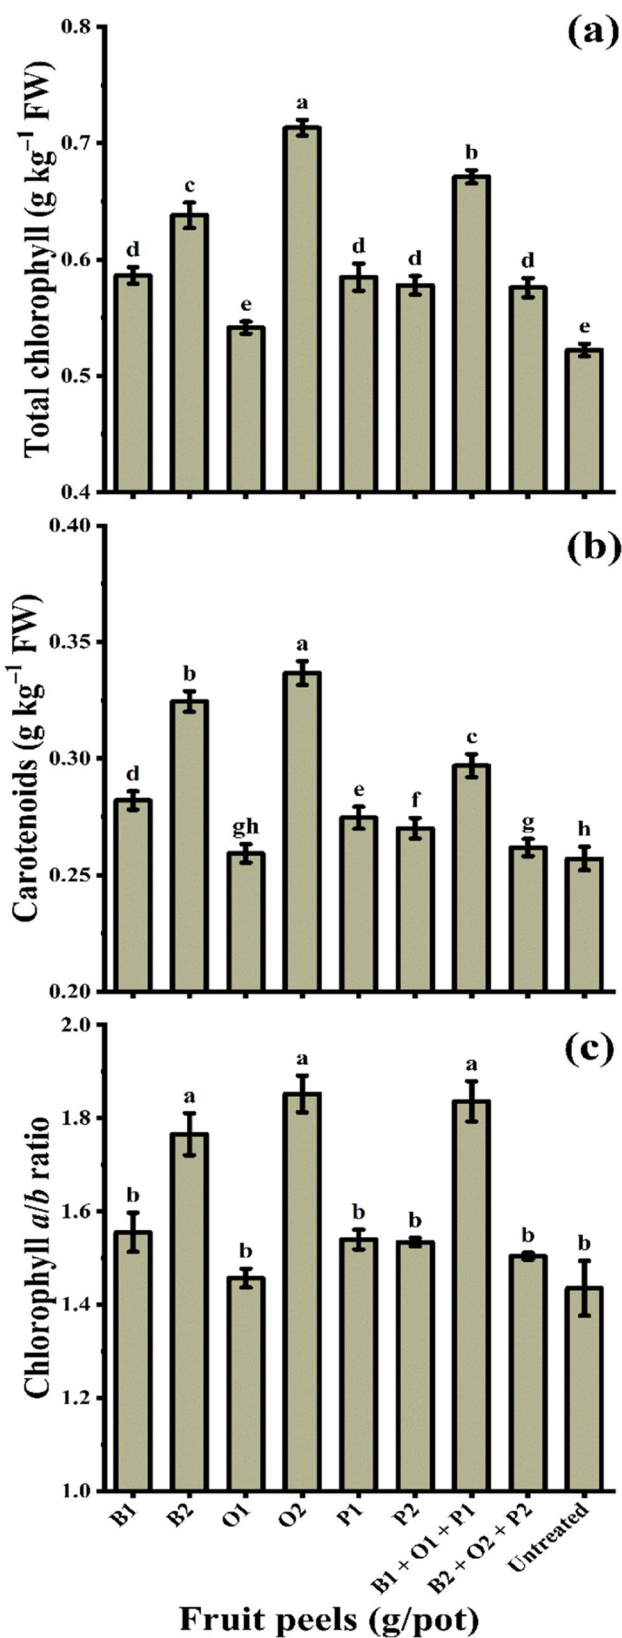 (a)
Total chlorophyll (g kg⁻¹ FW)
0.8
0.7
0.6
0.5
0.4
d
c
e
a
d
d
b
d
e
(b)
Carotenoids (g kg⁻¹ FW)
0.40
0.35
0.30
0.25
0.20
d
b
gh
a
e
f
c
g
h
(c)
Chlorophyll a/b ratio
2.0
1.8
1.6
1.4
1.2
1.0
b
a
b
a
b
b
a
b
b
B1
B2
O1
O2
P1
P2
B1 + O1 + P1
B2 + O2 + P2
Untreated
Fruit peels (g/pot)